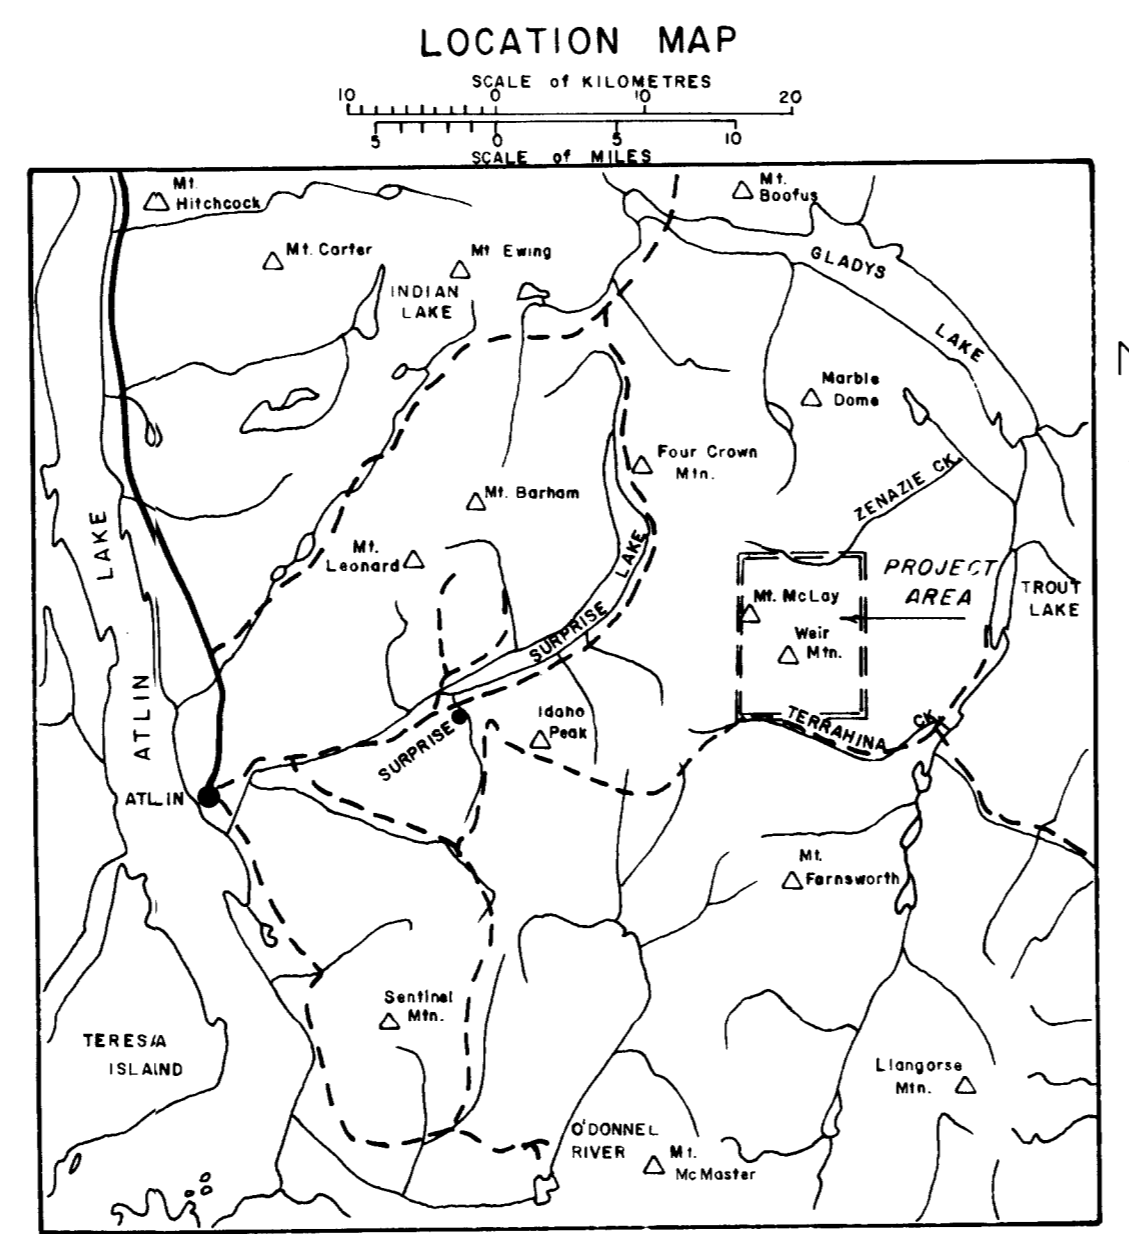 LOCATION MAP
SCALE of KILOMETRES
10 0 10 20
5 0 5 10
SCALE of MILES
Mt.
Hitchcock
Mt.
Boofus
Mt. Carter
Mt Ewing
GLADYS
LAKE
INDIAN
LAKE
N
Marble
Dome
Four Crown
Mtn.
ZENAZIE CK.
Mt. Barham
LAKE
Mt.
Leonard
LAKE
PROJECT
AREA
TROUT
LAKE
Mt. McLay
SURPRISE
Weir
Mtn.
ATLIN
Idaho
Peak
TERRAHINA CK.
SURPRISE
ATLIN
Mt.
Farnsworth
Sentinel
Mtn.
TERESA
ISLAIND
Llangorse
Mtn.
O'DONNEL
RIVER
Mt.
McMaster